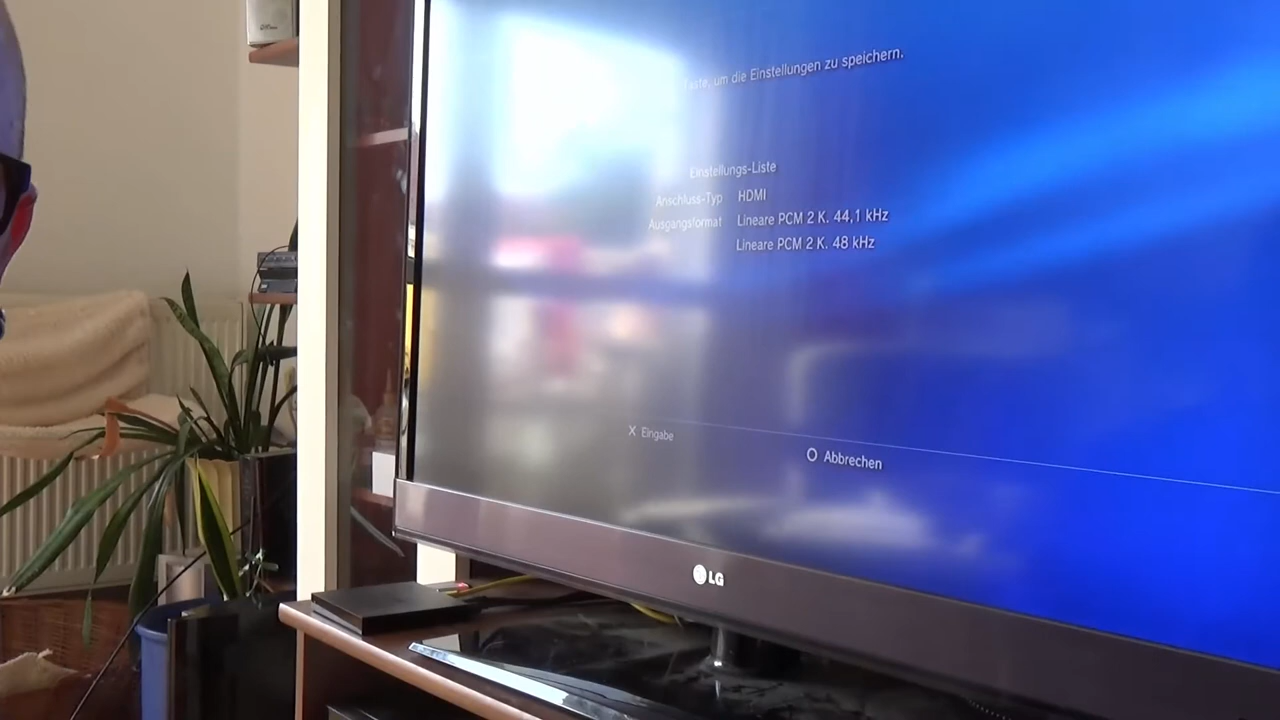 Taste, um die Einstellungen zu speichern.
Einstellungs-Liste
Anschluss-Typ HDMI
Ausgangsformat Lineare PCM 2 K. 44,1 kHz
Lineare PCM 2 K. 48 kHz
X Eingabe
O Abbrechen
LG